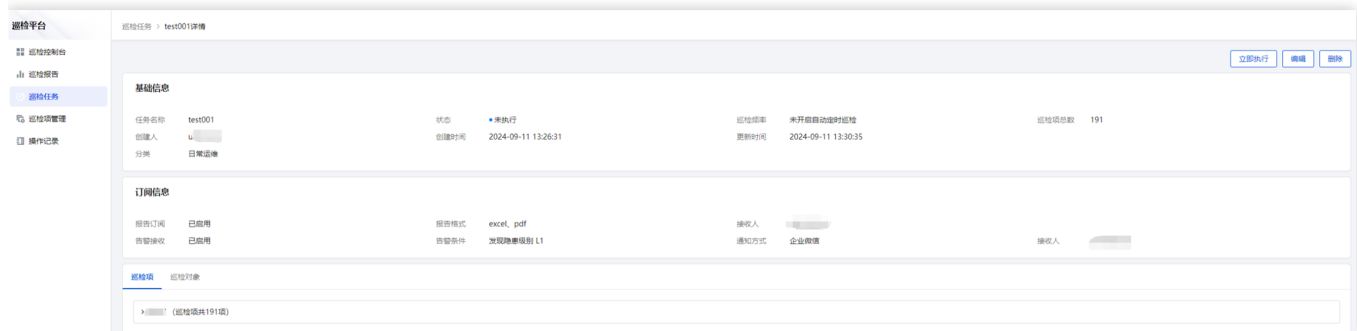 巡检平台
巡检任务 > test001详情
巡检控制台
巡检报告
巡检任务
巡检项管理
操作记录
立即执行 编辑 删除
基础信息
任务名称 test001 状态 未执行 巡检频率 未开启自动定时巡检 巡检项总数 191
创建人 u 创建时间 2024-09-11 13:26:31 更新时间 2024-09-11 13:30:35
分类 日常运维
订阅信息
报告订阅 已启用 报告格式 excel, pdf 接收人
告警接收 已启用 告警条件 发现隐患级别 L1 通知方式 企业微信 接收人
巡检项 巡检对象
(巡检项共191项)